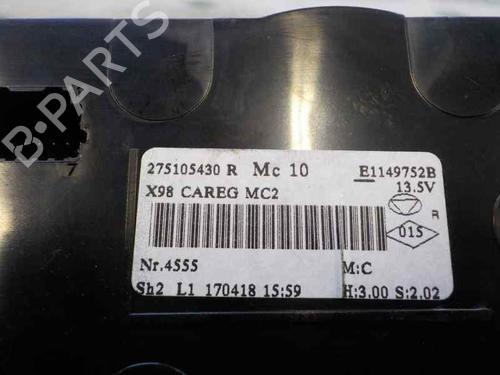 B-PARTS
7
275105430 R Mc 10 E1149752B
X98 CAREG MC2 13.5V
R
015
Nr.4555 M:C
Sh2 L1 170418 15:59 H:3.00 S:2.02